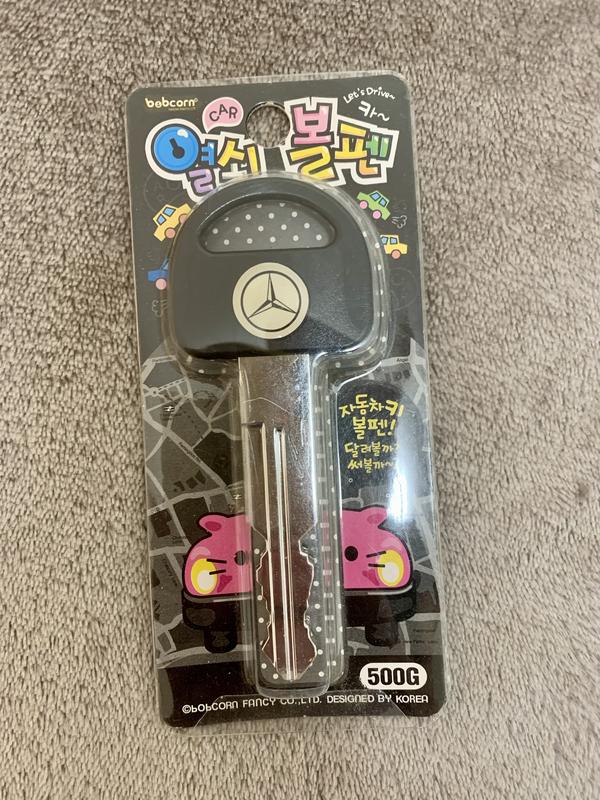 bobcorn
CAR
Let's Drive~
카~
열쇠 볼펜
자동차키
볼펜!
달려볼까?
써볼까~
500G
©bobcorn FANCY CO.,LTD. DESIGNED BY KOREA